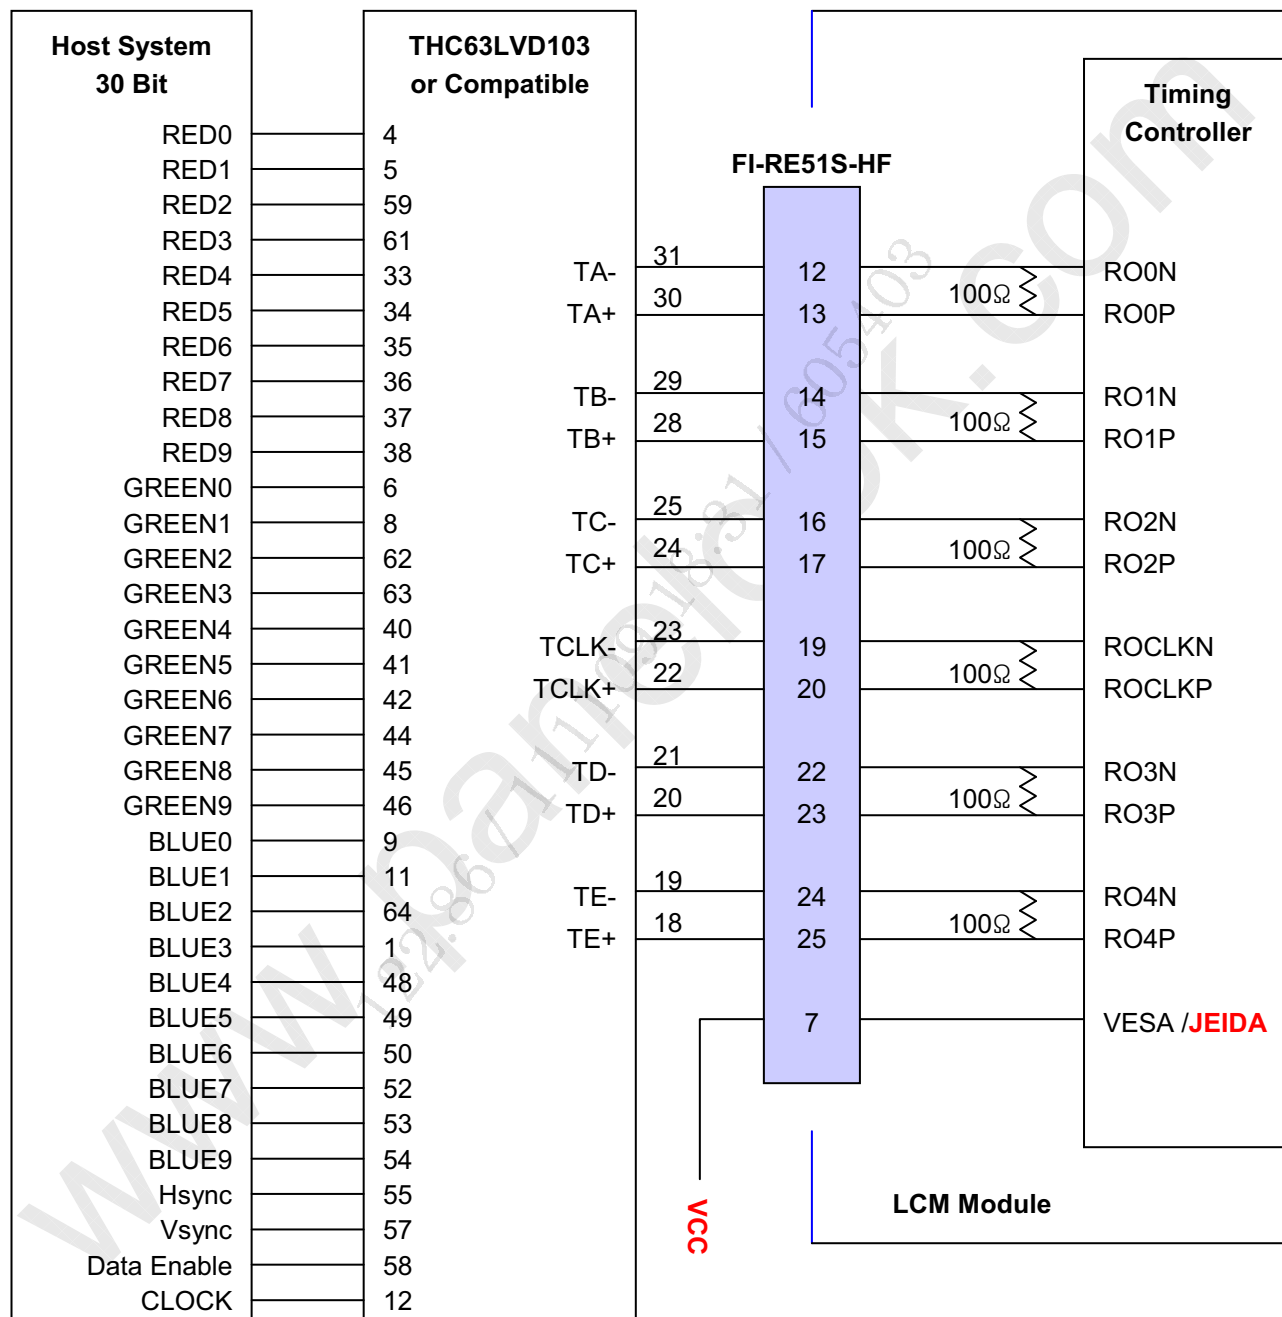 Host System
30 Bit
RED0 4
RED1 5
RED2 59
RED3 61
RED4 33
RED5 34
RED6 35
RED7 36
RED8 37
RED9 38
GREEN0 6
GREEN1 8
GREEN2 62
GREEN3 63
GREEN4 40
GREEN5 41
GREEN6 42
GREEN7 44
GREEN8 45
GREEN9 46
BLUE0 9
BLUE1 11
BLUE2 64
BLUE3 1
BLUE4 48
BLUE5 49
BLUE6 50
BLUE7 52
BLUE8 53
BLUE9 54
Hsync 55
Vsync 57
Data Enable 58
CLOCK 12
THC63LVD103
or Compatible
FI-RE51S-HF
Timing
Controller
TA- 31 12 RO0N
100Ω
TA+ 30 13 RO0P
TB- 29 14 RO1N
100Ω
TB+ 28 15 RO1P
TC- 25 16 RO2N
100Ω
TC+ 24 17 RO2P
TCLK- 23 19 ROCLKN
100Ω
TCLK+ 22 20 ROCLKP
TD- 21 22 RO3N
100Ω
TD+ 20 23 RO3P
TE- 19 24 RO4N
100Ω
TE+ 18 25 RO4P
7 VESA /JEIDA
VCC
LCM Module
www.panelook.com